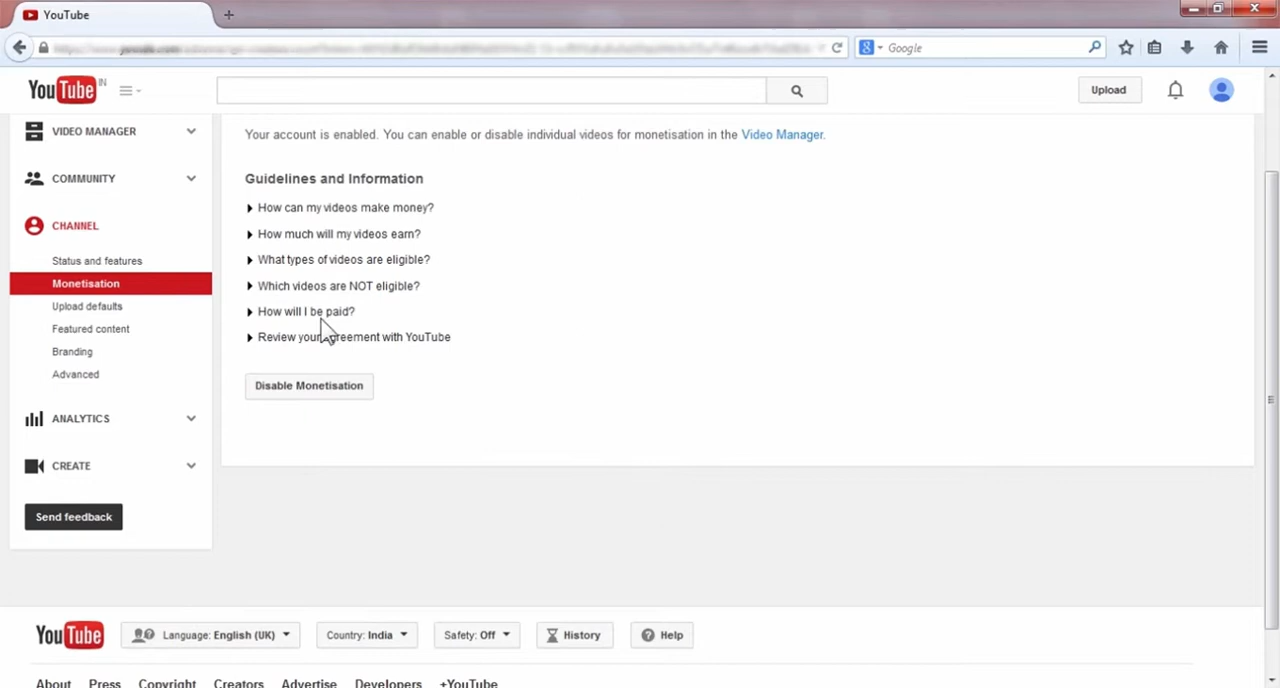 YouTube
Google
YouTube IN
Upload
VIDEO MANAGER
COMMUNITY
CHANNEL
Status and features
Monetisation
Upload defaults
Featured content
Branding
Advanced
ANALYTICS
CREATE
Send feedback
Your account is enabled. You can enable or disable individual videos for monetisation in the Video Manager.
Guidelines and Information
How can my videos make money?
How much will my videos earn?
What types of videos are eligible?
Which videos are NOT eligible?
How will I be paid?
Review your agreement with YouTube
Disable Monetisation
YouTube
Language: English (UK)
Country: India
Safety: Off
History
Help
About Press Copyright Creators Advertise Developers +YouTube